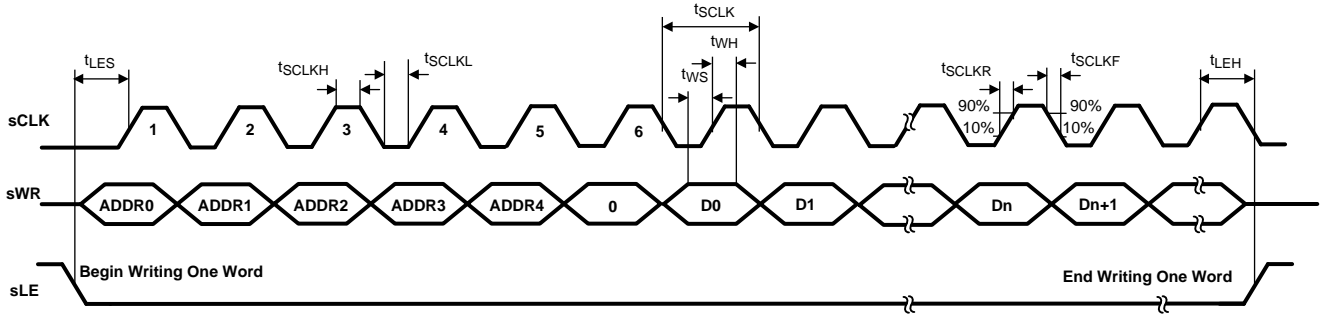 tSCLK
tLES
tWH
tSCLKH
tSCLKL
tWS
tSCLKR
tSCLKF
tLEH
90%
90%
10%
10%
sCLK
1
2
3
4
5
6
sWR
ADDR0
ADDR1
ADDR2
ADDR3
ADDR4
0
D0
D1
Dn
Dn+1
Begin Writing One Word
End Writing One Word
sLE